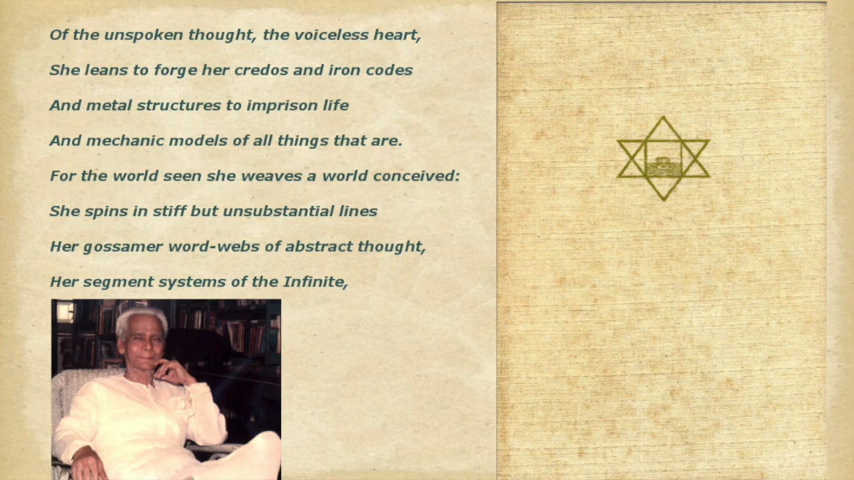 Of the unspoken thought, the voiceless heart,
She leans to forge her credos and iron codes
And metal structures to imprison life
And mechanic models of all things that are.
For the world seen she weaves a world conceived:
She spins in stiff but unsubstantial lines
Her gossamer word-webs of abstract thought,
Her segment systems of the Infinite,